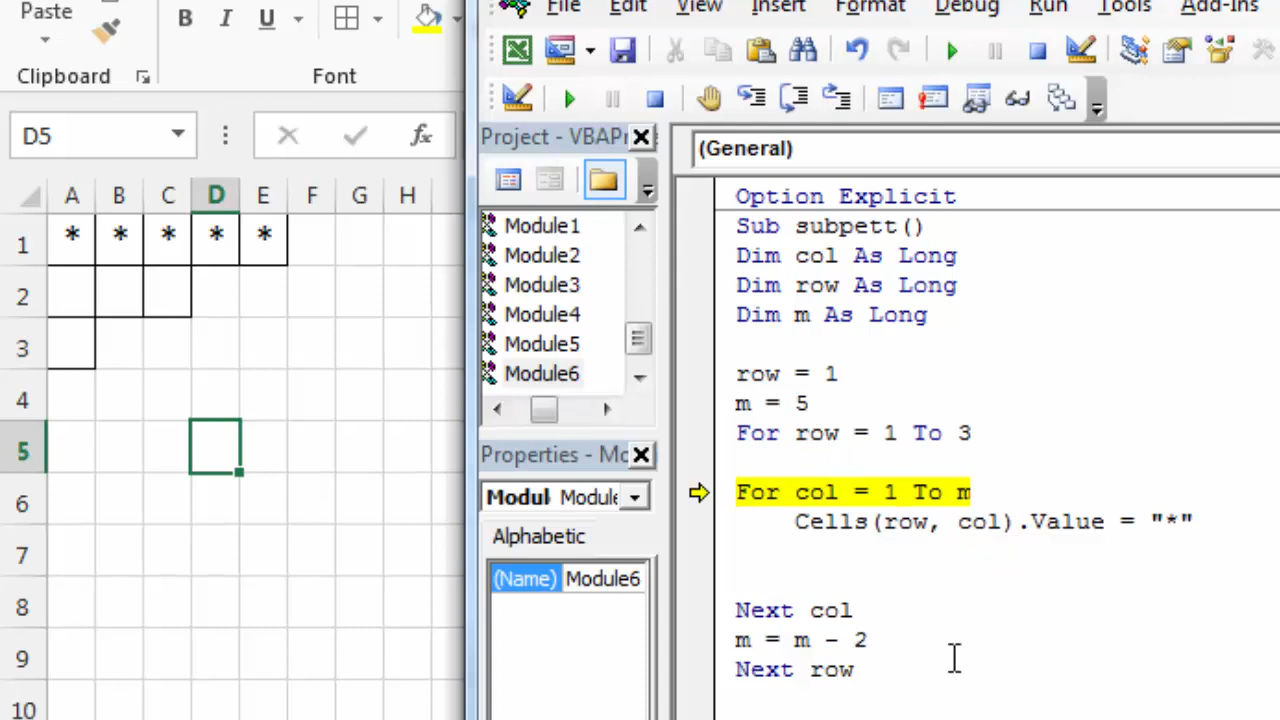 Paste
B I U
Clipboard
Font
D5
fx
A B C D E F G H
1 * * * * *
2
3
4
5
6
7
8
9
10
File Edit View Insert Format Debug Run Tools Add-Ins
Project - VBAPr
Module1
Module2
Module3
Module4
Module5
Module6
Properties - Mo
Modul Module
Alphabetic
(Name) Module6
(General)
Option Explicit
Sub subpett()
Dim col As Long
Dim row As Long
Dim m As Long
row = 1
m = 5
For row = 1 To 3
For col = 1 To m
Cells(row, col).Value = "*"
Next col
m = m - 2
Next row